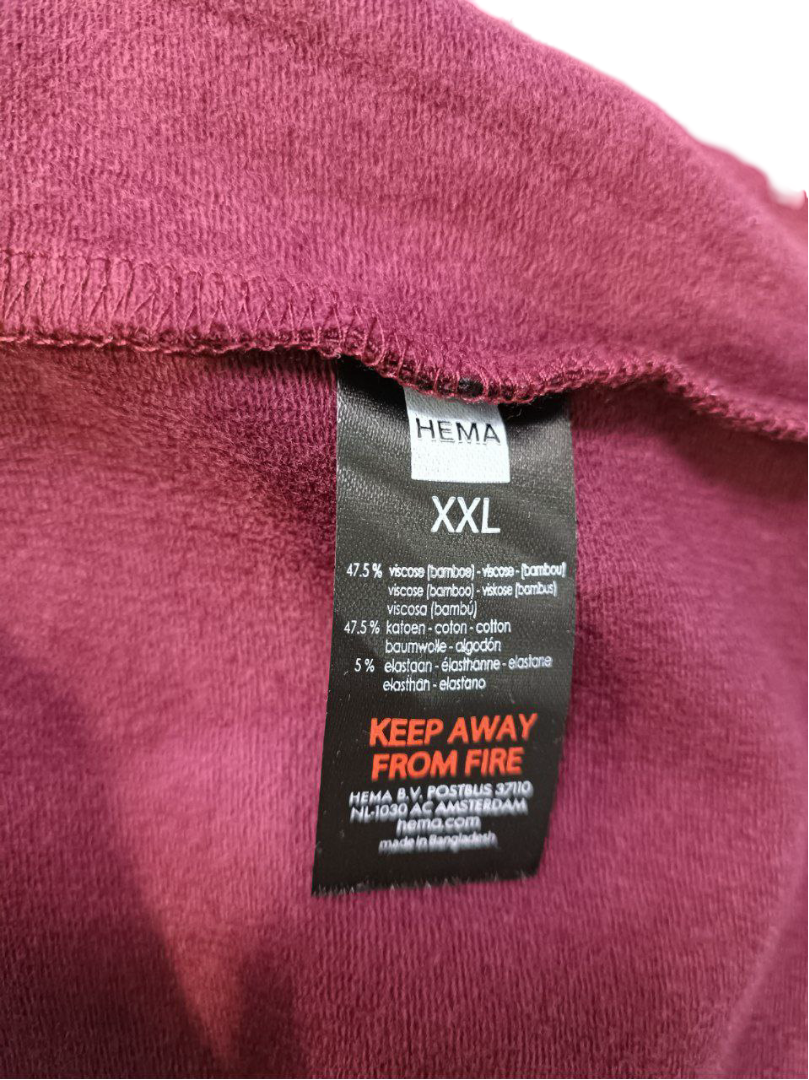 HEMA
XXL
47.5% viscose (bamboe) - viscose - (bambou)
viscose (bamboo) - viskose (bambus)
viscosa (bambú)
47.5% katoen - coton - cotton
baumwolle - algodón
5% elastaan - élasthanne - elastane
elasthan - elastano
KEEP AWAY
FROM FIRE
HEMA B.V. POSTBUS 37110
NL-1030 AC AMSTERDAM
hema.com
made in Bangladesh